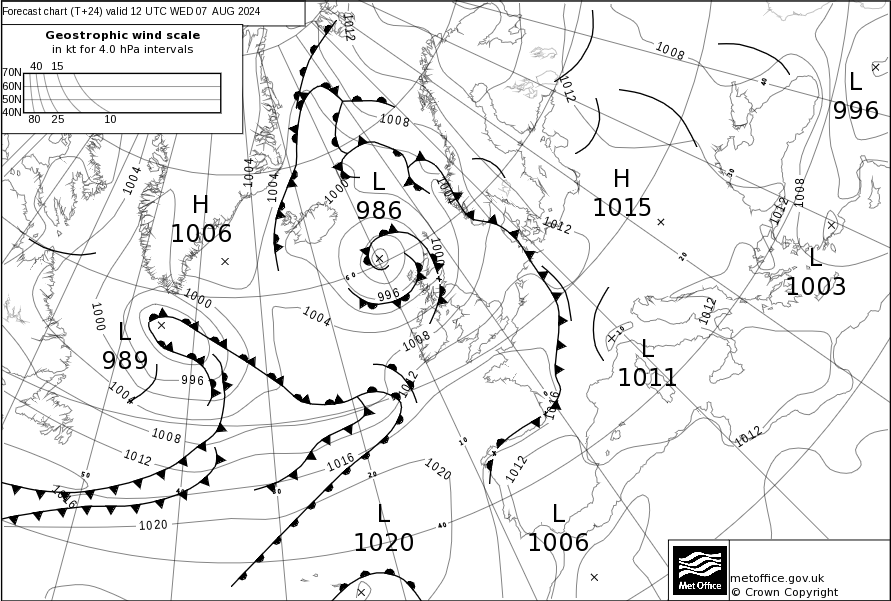 Forecast chart (T+24) valid 12 UTC WED 07 AUG 2024
Geostrophic wind scale
in kt for 4.0 hPa intervals
40 15
70N
60N
50N
40N
80 25 10
1012
1008
1012
1008
L
996
40
1004
1004
1004
1000
1004
L
986
H
1006
H
1015
30
1012
1008
1012
1000
20
L
1003
60
996
1000
1004
1000
L
989
1008
1012
10
L
1011
996
1004
1012
0
1016
1008
1012
1016
1020
10
1012
1012
50
40
30
20
1016
1020
40
L
1020
L
1006
Met Office
metoffice.gov.uk
© Crown Copyright